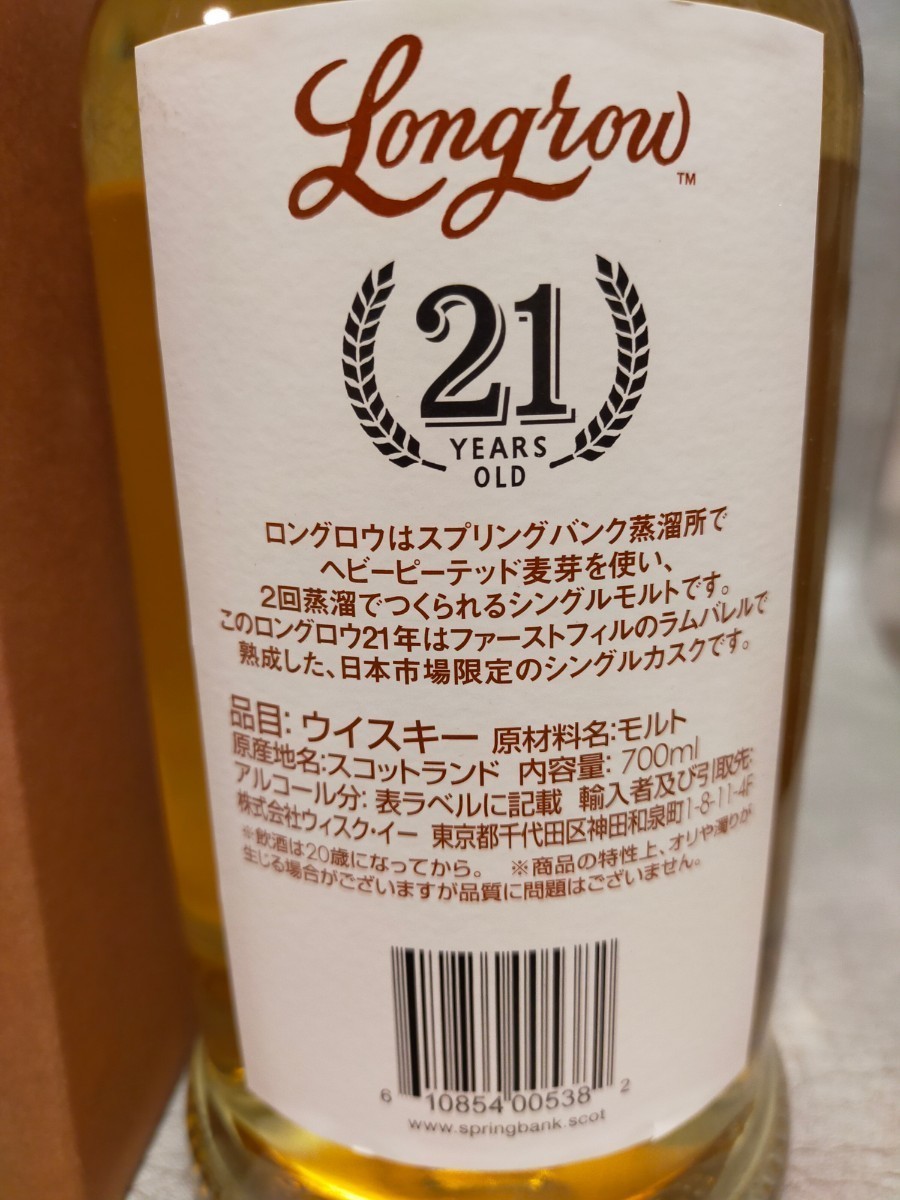 Longrow
TM
21
YEARS
OLD
ロングロウはスプリングバンク蒸溜所で
ヘビーピーテッド麦芽を使い、
2回蒸溜でつくられるシングルモルトです。
このロングロウ21年はファーストフィルのラムバレルで
熟成した、日本市場限定のシングルカスクです。
品目: ウイスキー 原材料名:モルト
原産地名:スコットランド 内容量: 700ml
アルコール分: 表ラベルに記載 輸入者及び引取先:
株式会社ウィスク・イー 東京都千代田区神田和泉町1-8-11-4F
※飲酒は20歳になってから。 ※商品の特性上、オリや濁りが
生じる場合がございますが品質に問題はございません。
6 10854 00538 2
www.springbank.scot